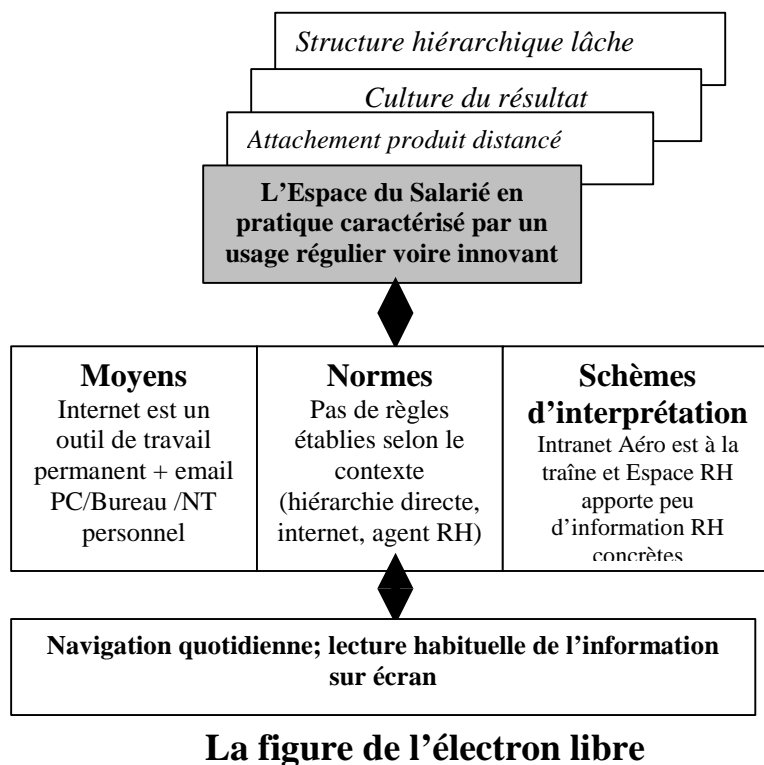 Structure hiérarchique lâche
Culture du résultat
Attachement produit distancé
L’Espace du Salarié en
pratique caractérisé par un
usage régulier voire innovant
Moyens
Internet est un
outil de travail
permanent + email
PC/Bureau /NT
personnel
Normes
Pas de règles
établies selon le
contexte
(hiérarchie directe,
internet, agent RH)
Schèmes
d’interprétation
Intranet Aéro est à la
traîne et Espace RH
apporte peu
d’information RH
concrètes
Navigation quotidienne; lecture habituelle de l’information
sur écran
La figure de l’électron libre